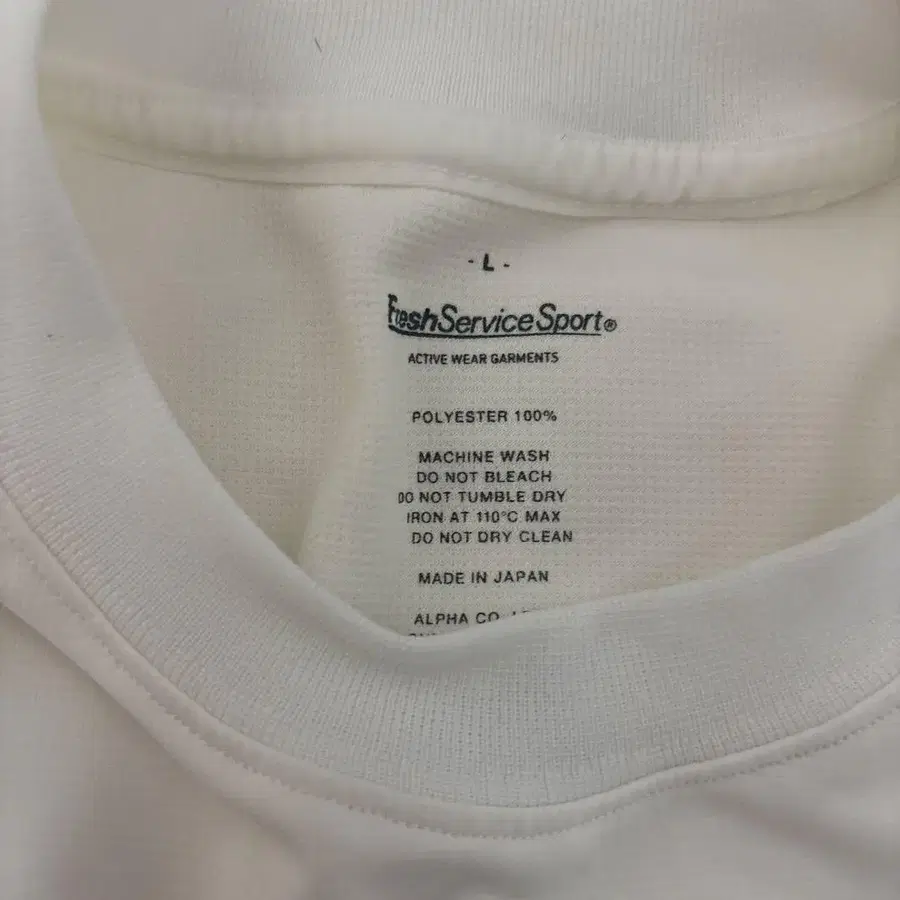 - L -
FreshServiceSport®
ACTIVE WEAR GARMENTS
POLYESTER 100%
MACHINE WASH
DO NOT BLEACH
DO NOT TUMBLE DRY
IRON AT 110°C MAX
DO NOT DRY CLEAN
MADE IN JAPAN
ALPHA CO.